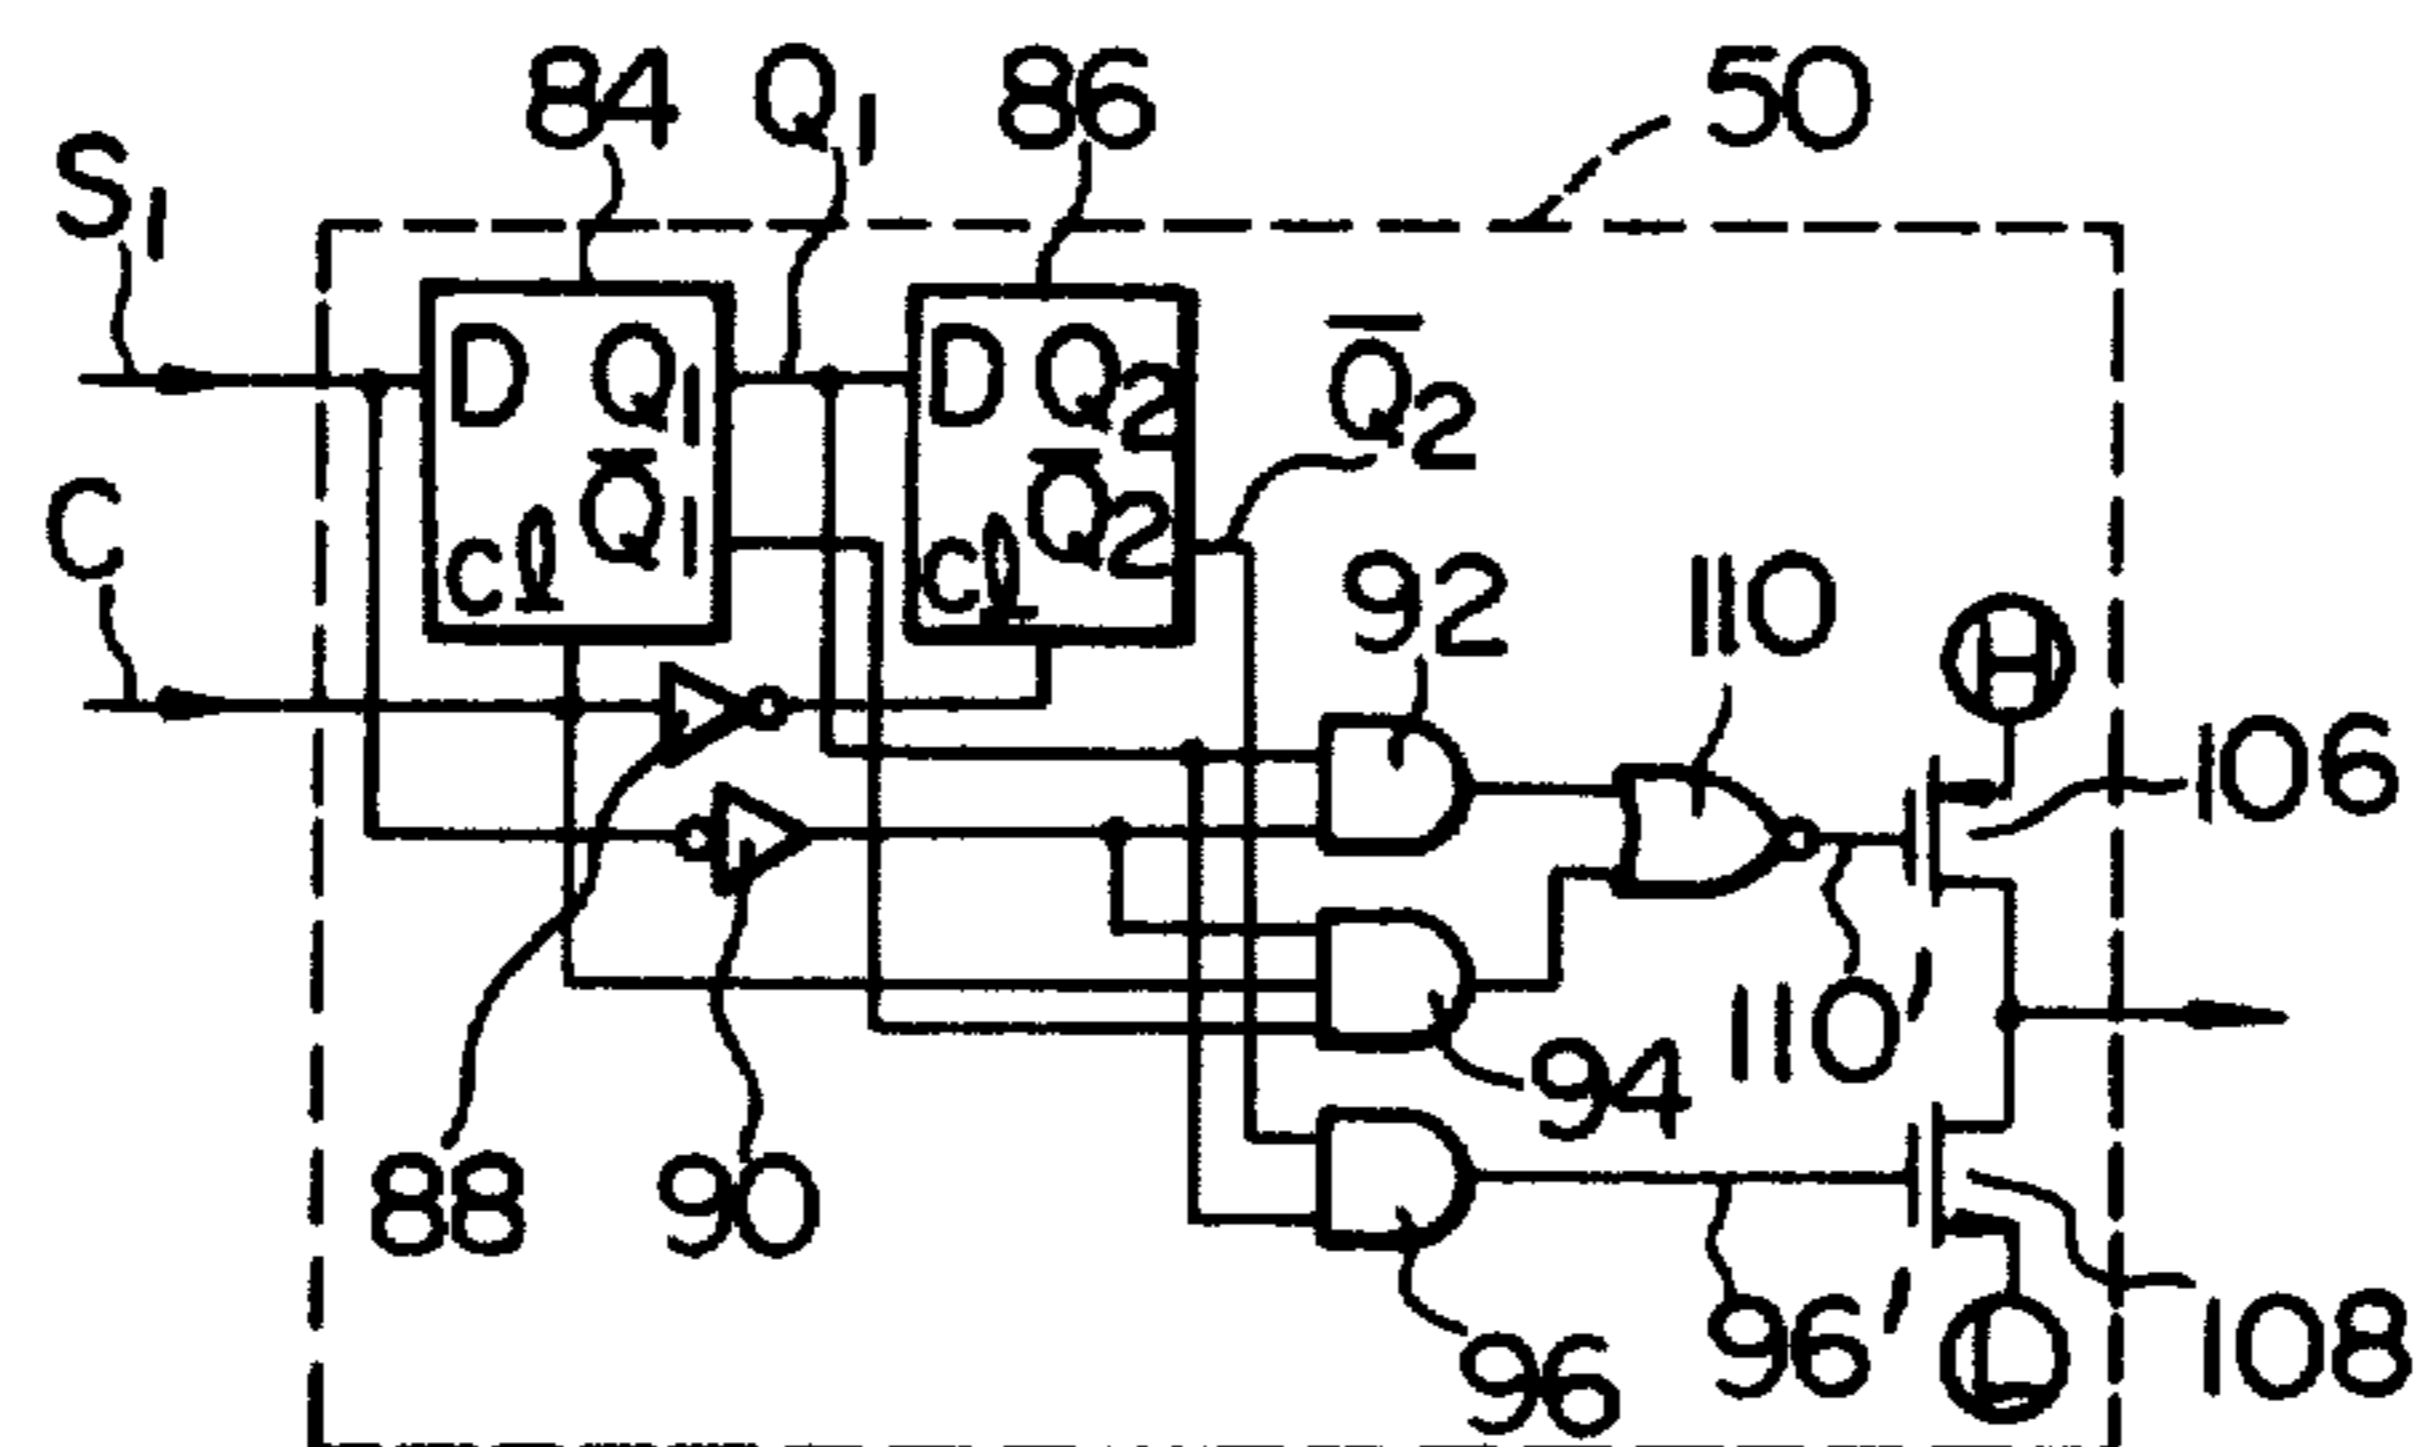 84 Q1 86 50
S1
D Q1 D Q2 Q̅2
Q̅1 Q̅2
C cℓ cℓ
92 110 H
106
94 110'
88 90
96 96' L 108